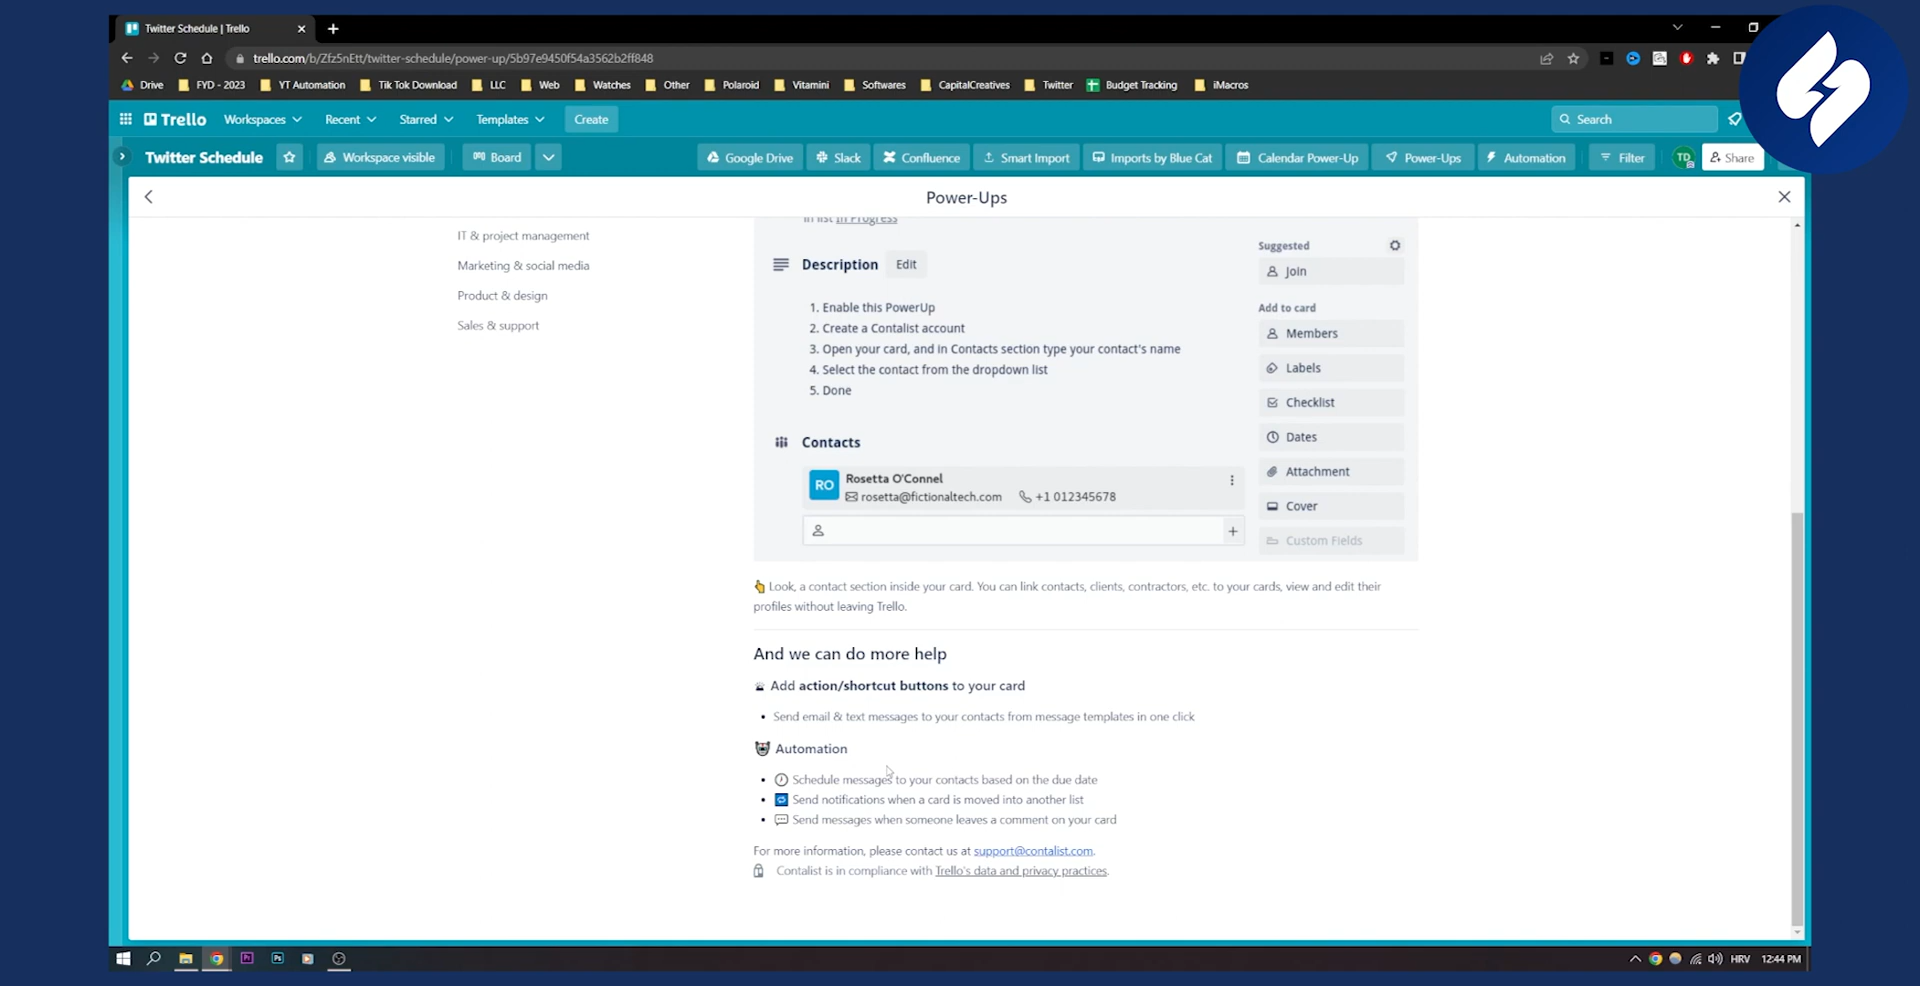 Twitter Schedule | Trello
trello.com/b/Zfz5nEtt/twitter-schedule/power-up/5b97e9450f54a3562b2ff848
Drive FYD - 2023 YT Automation Tik Tok Download LLC Web Watches Other Polaroid Vitamini Softwares CapitalCreatives Twitter Budget Tracking iMacros
Trello Workspaces Recent Starred Templates Create Search
Twitter Schedule Workspace visible Board Google Drive Slack Confluence Smart Import Imports by Blue Cat Calendar Power-Up Power-Ups Automation Filter TD Share
Power-Ups
IT & project management
Marketing & social media
Product & design
Sales & support
in list In Progress
Description Edit
1. Enable this PowerUp
2. Create a Contalist account
3. Open your card, and in Contacts section type your contact's name
4. Select the contact from the dropdown list
5. Done
Contacts
RO Rosetta O'Connel
rosetta@fictionaltech.com +1 012345678
Suggested
Join
Add to card
Members
Labels
Checklist
Dates
Attachment
Cover
Custom Fields
Look, a contact section inside your card. You can link contacts, clients, contractors, etc. to your cards, view and edit their
profiles without leaving Trello.
And we can do more help
Add action/shortcut buttons to your card
• Send email & text messages to your contacts from message templates in one click
Automation
• Schedule messages to your contacts based on the due date
• Send notifications when a card is moved into another list
• Send messages when someone leaves a comment on your card
For more information, please contact us at support@contalist.com.
Contalist is in compliance with Trello's data and privacy practices.
Pr Ps HRV 12:44 PM